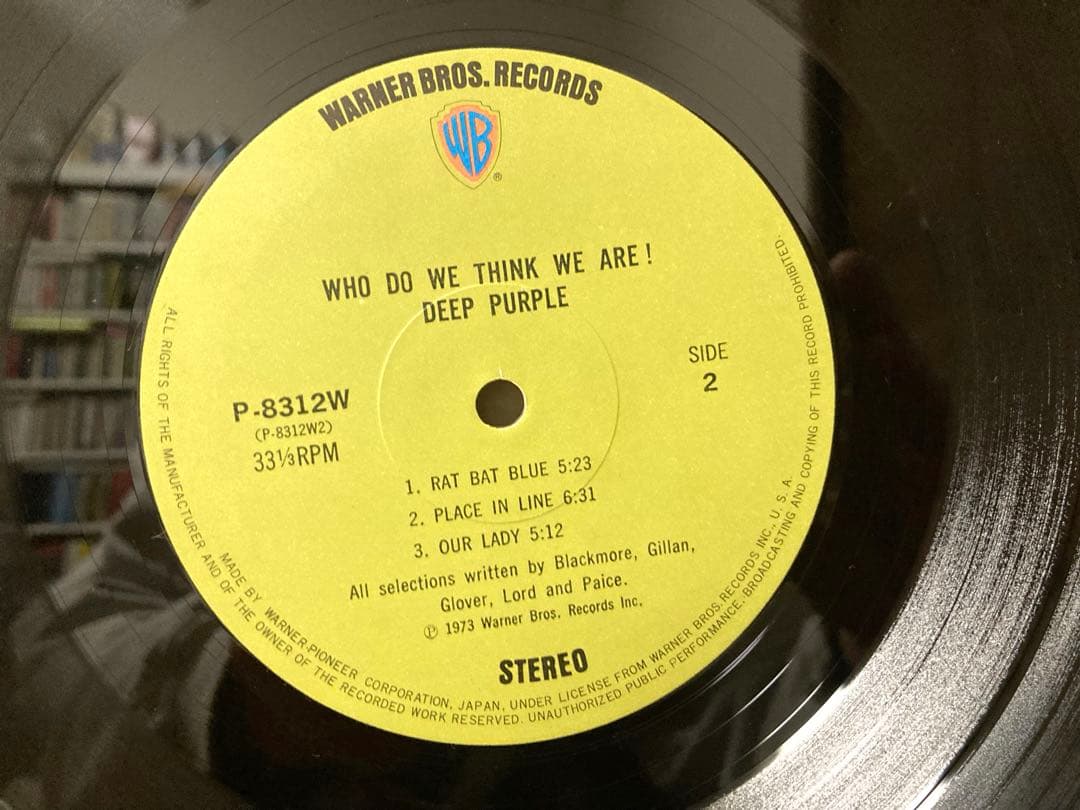 WARNER BROS. RECORDS
WB
®
WHO DO WE THINK WE ARE!
DEEP PURPLE
SIDE
2
P-8312W
(P-8312W2)
33⅓RPM
1. RAT BAT BLUE 5:23
2. PLACE IN LINE 6:31
3. OUR LADY 5:12
All selections written by Blackmore, Gillan,
Glover, Lord and Paice.
℗ 1973 Warner Bros. Records Inc.
STEREO
MADE BY WARNER-PIONEER CORPORATION, JAPAN, UNDER LICENSE FROM WARNER BROS. RECORDS INC., U. S. A.
ALL RIGHTS OF THE MANUFACTURER AND OF THE OWNER OF THE RECORDED WORK RESERVED. UNAUTHORIZED PUBLIC PERFORMANCE, BROADCASTING AND COPYING OF THIS RECORD PROHIBITED.